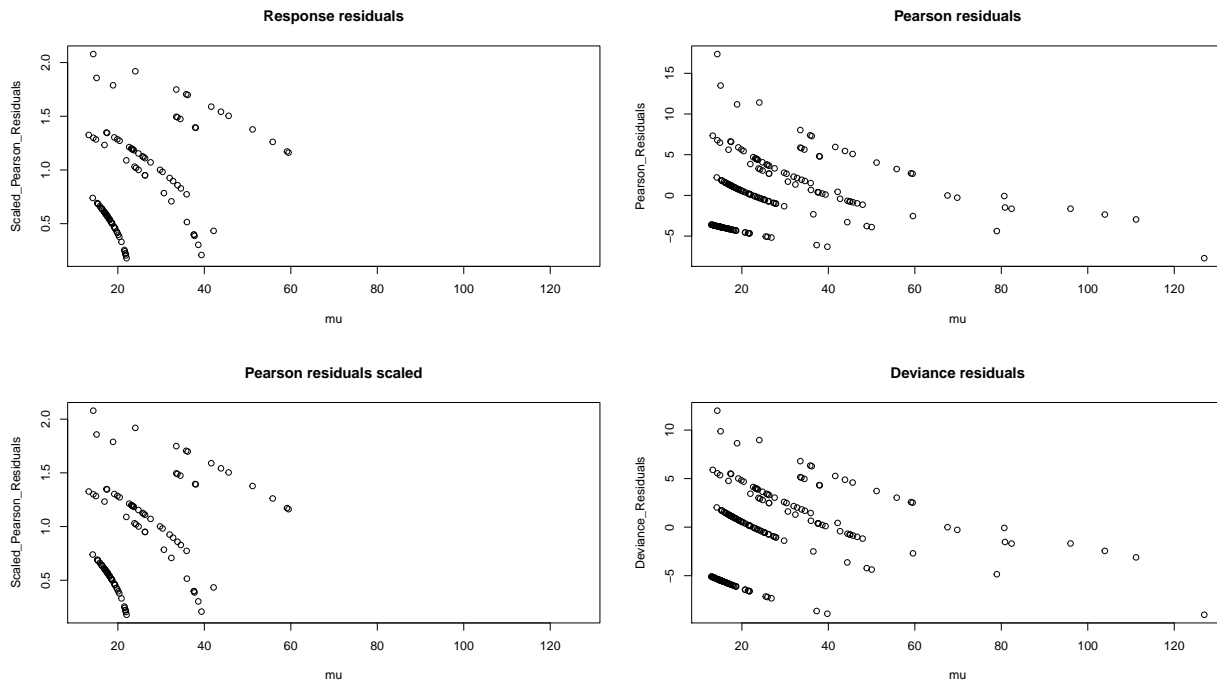 Response residuals
Scaled_Pearson_Residuals
2.0
1.5
1.0
0.5
20 40 60 80 100 120
mu
Pearson residuals
Pearson_Residuals
15
10
5
0
−5
20 40 60 80 100 120
mu
Pearson residuals scaled
Scaled_Pearson_Residuals
2.0
1.5
1.0
0.5
20 40 60 80 100 120
mu
Deviance residuals
Deviance_Residuals
10
5
0
−5
20 40 60 80 100 120
mu